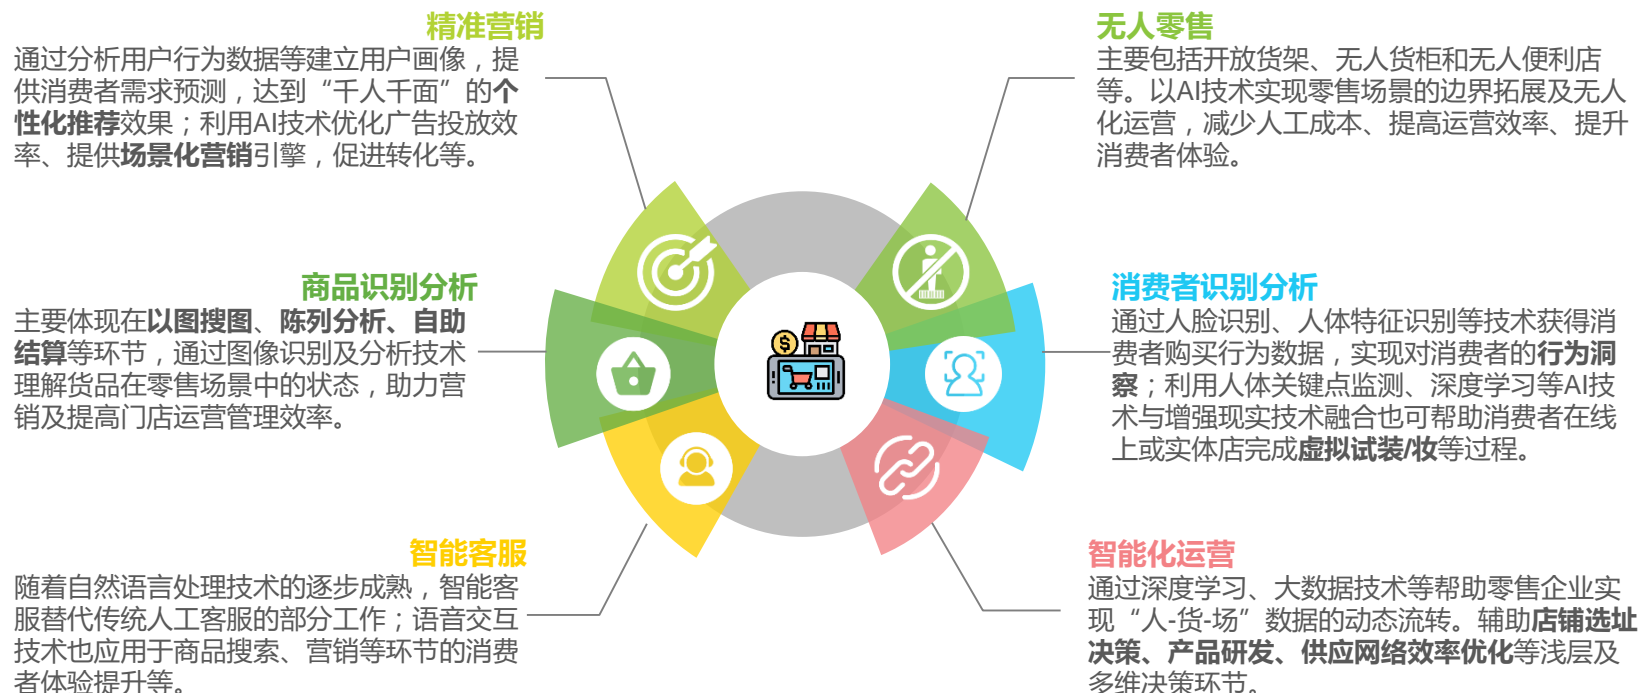 精准营销
通过分析用户行为数据等建立用户画像，提
供消费者需求预测，达到“千人千面”的个
性化推荐效果；利用AI技术优化广告投放效
率、提供场景化营销引擎，促进转化等。
无人零售
主要包括开放货架、无人货柜和无人便利店
等。以AI技术实现零售场景的边界拓展及无人
化运营，减少人工成本、提高运营效率、提升
消费者体验。
商品识别分析
主要体现在以图搜图、陈列分析、自助
结算等环节，通过图像识别及分析技术
理解货品在零售场景中的状态，助力营
销及提高门店运营管理效率。
消费者识别分析
通过人脸识别、人体特征识别等技术获得消
费者购买行为数据，实现对消费者的行为洞
察；利用人体关键点监测、深度学习等AI技
术与增强现实技术融合也可帮助消费者在线
上或实体店完成虚拟试装/妆等过程。
智能客服
随着自然语言处理技术的逐步成熟，智能客
服替代传统人工客服的部分工作；语音交互
技术也应用于商品搜索、营销等环节的消费
者体验提升等。
智能化运营
通过深度学习、大数据技术等帮助零售企业实
现“人-货-场”数据的动态流转。辅助店铺选址
决策、产品研发、供应网络效率优化等浅层及
多维决策环节。